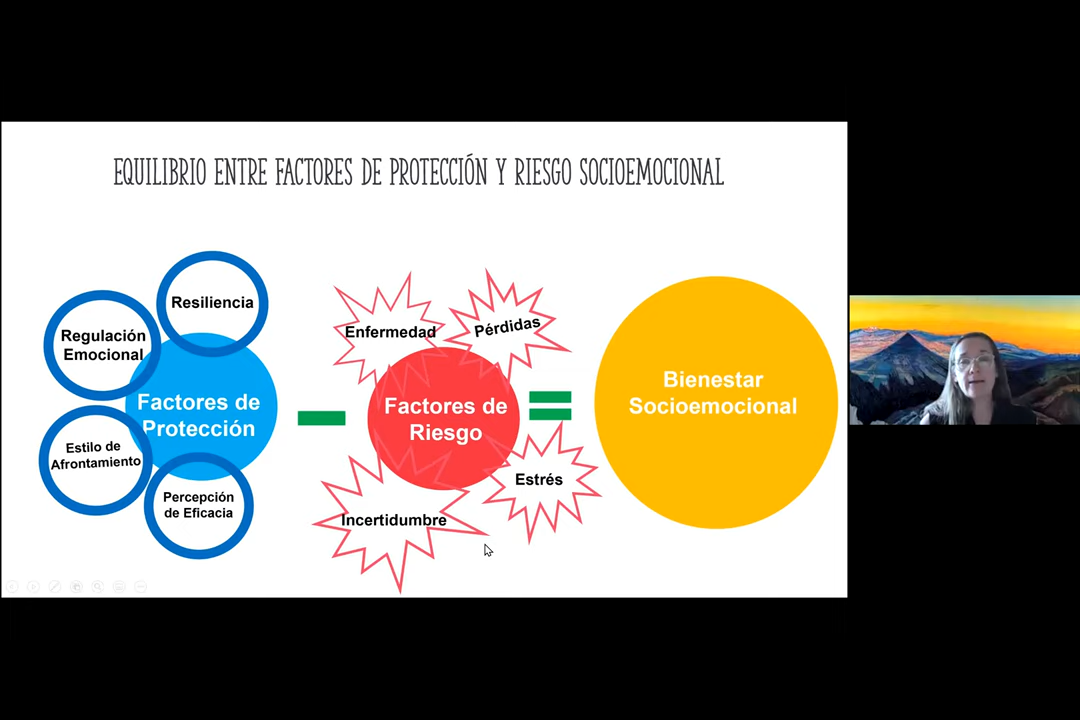 EQUILIBRIO ENTRE FACTORES DE PROTECCIÓN Y RIESGO SOCIOEMOCIONAL
Resiliencia
Regulación
Emocional
Factores de
Protección
Estilo de
Afrontamiento
Percepción
de Eficacia
Enfermedad
Pérdidas
Factores de
Riesgo
Estrés
Incertidumbre
Bienestar
Socioemocional